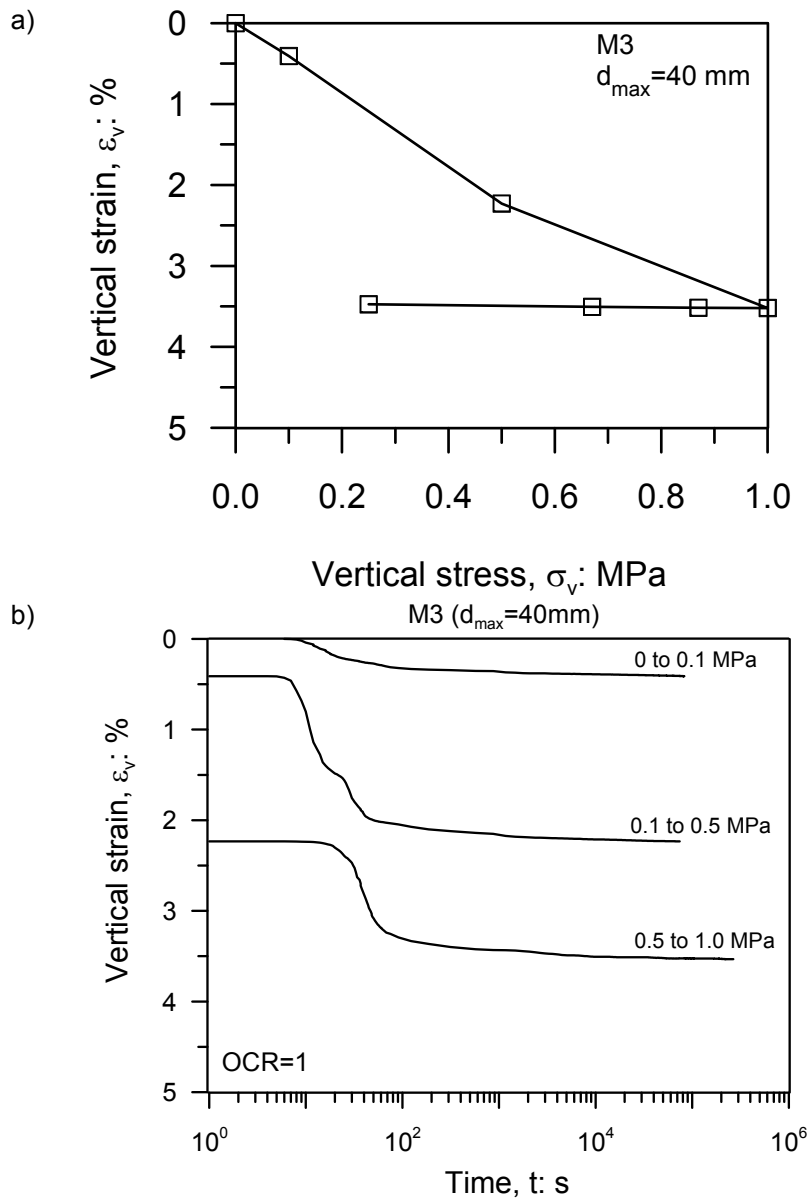 a)
M3
d_max=40 mm
Vertical strain, ε_v: %
0
1
2
3
4
5
0.0 0.2 0.4 0.6 0.8 1.0
Vertical stress, σ_v: MPa
b)
M3 (d_max=40mm)
Vertical strain, ε_v: %
0
1
2
3
4
5
0 to 0.1 MPa
0.1 to 0.5 MPa
0.5 to 1.0 MPa
OCR=1
10^0 10^2 10^4 10^6
Time, t: s